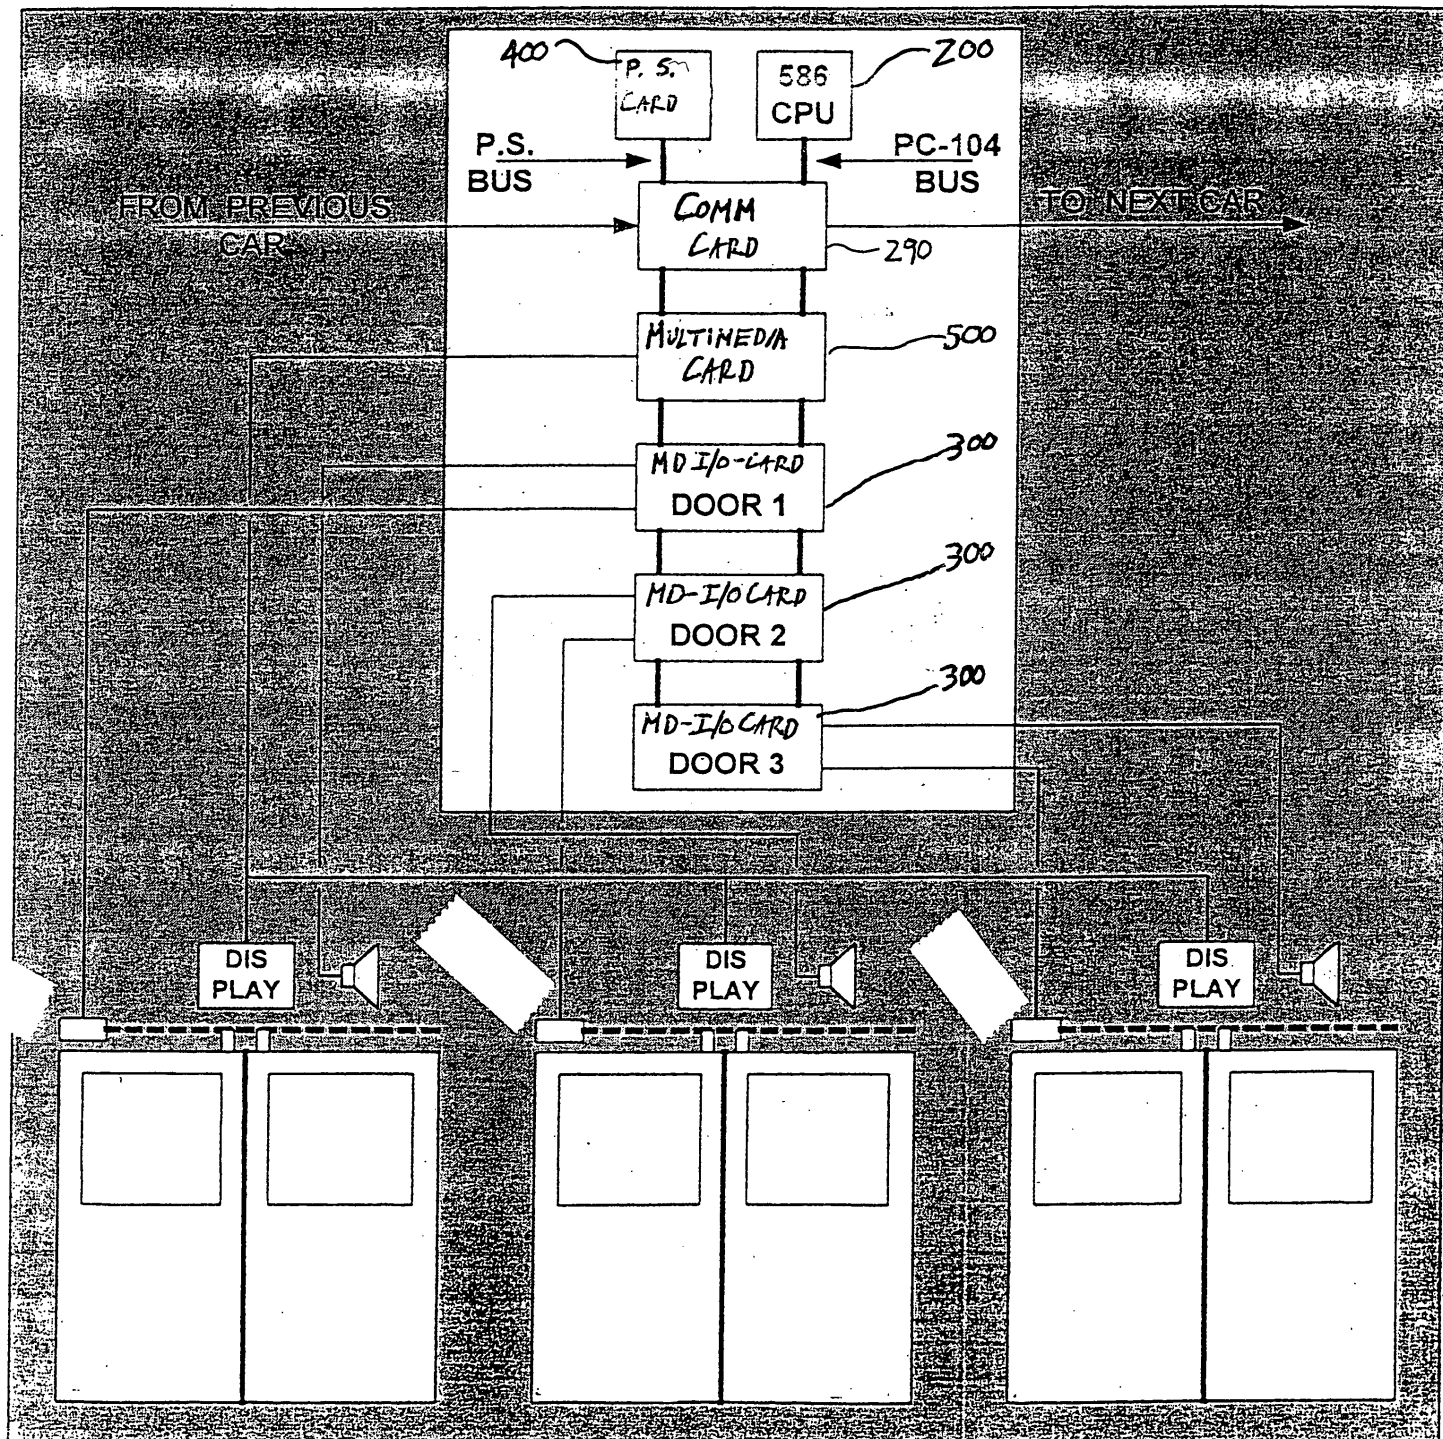 400
P. S.
CARD
586
CPU
200
P.S.
BUS
PC-104
BUS
FROM PREVIOUS
CAR
COMM
CARD
TO NEXT CAR
290
MULTIMEDIA
CARD
500
MD I/O-CARD
DOOR 1
300
MD-I/O CARD
DOOR 2
300
MD-I/O CARD
DOOR 3
300
DIS
PLAY
DIS
PLAY
DIS
PLAY